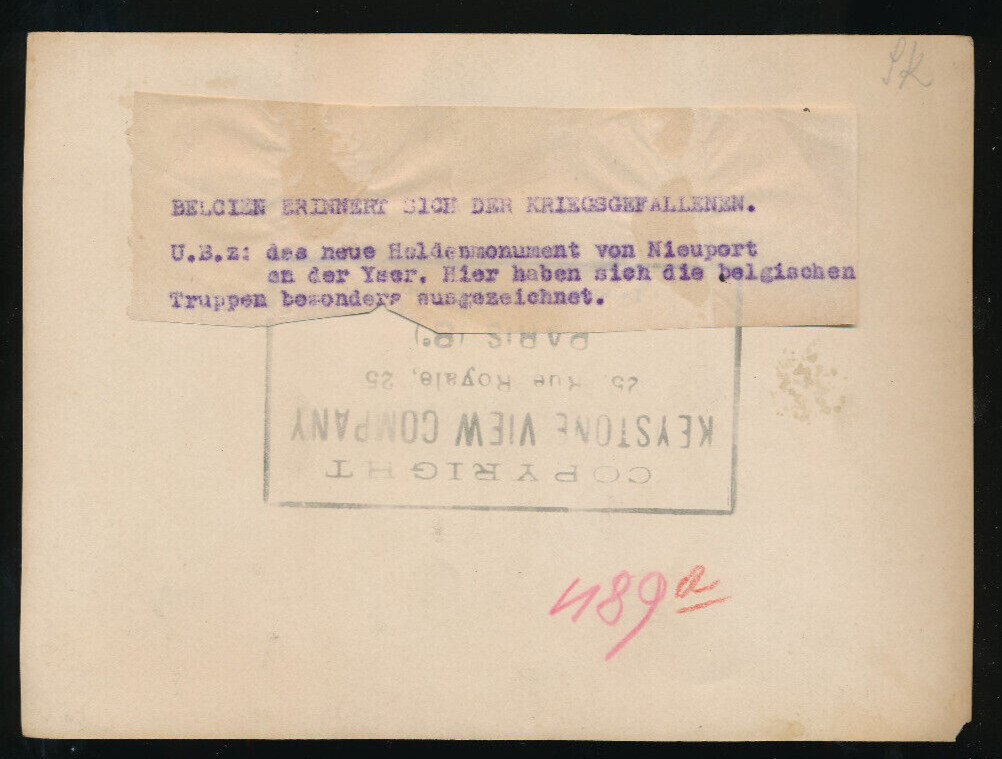 BELGIEN ERINNERT SICH DER KRIEGSGEFALLENEN.
U.B.z: das neue Heldenmonument von Nieuport
an der Yser. Hier haben sich die belgischen
Truppen besonders ausgezeichnet.
COPYRIGHT
KEYSTONE VIEW COMPANY
25, Rue Royale, 25
PARIS (8e)
489 a